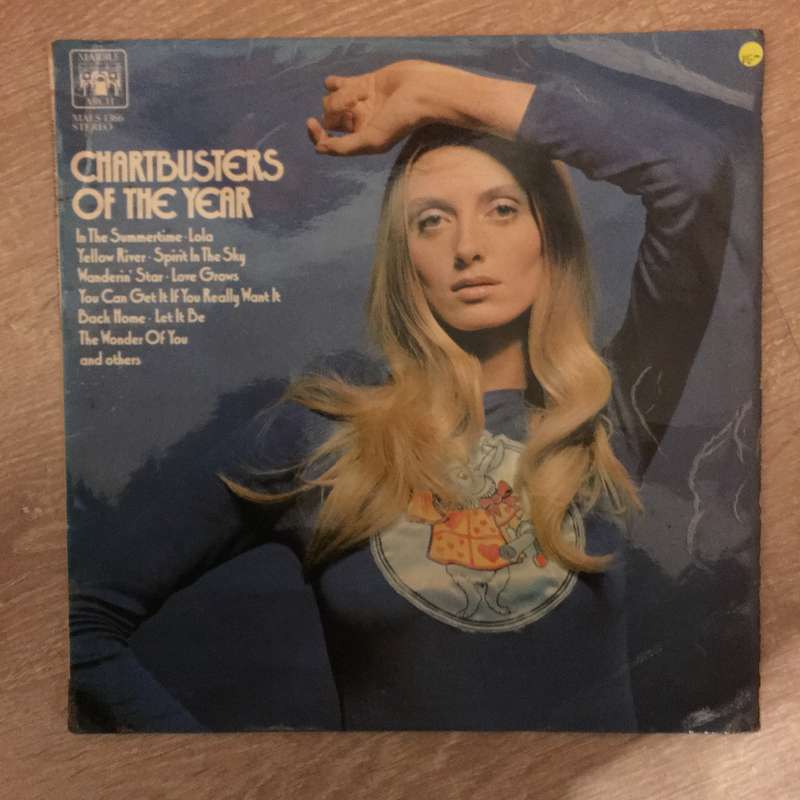 MARBLE
ARCH
MALS 1366
STEREO
CHARTBUSTERS
OF THE YEAR
In The Summertime · Lola
Yellow River · Spirit In The Sky
Wanderin' Star · Love Grows
You Can Get It If You Really Want It
Back Home · Let It Be
The Wonder Of You
and others